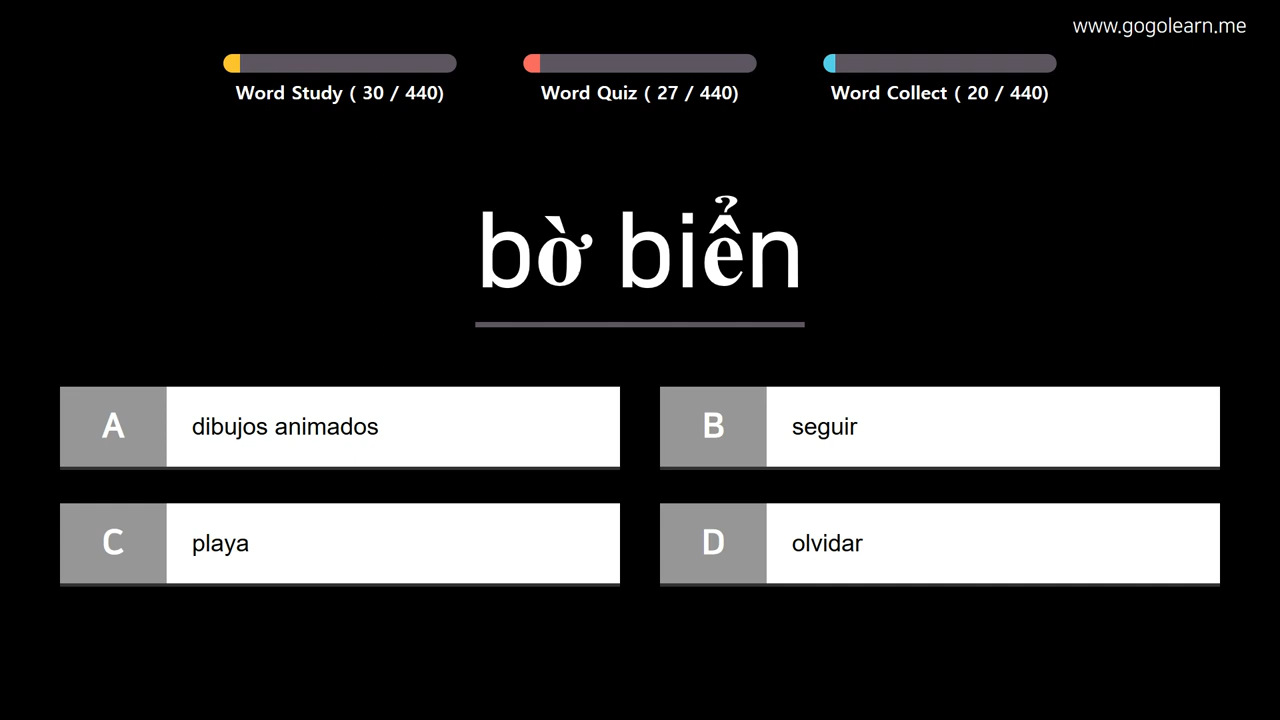 www.gogolearn.me
Word Study ( 30 / 440)
Word Quiz ( 27 / 440)
Word Collect ( 20 / 440)
bờ biển
A dibujos animados
B seguir
C playa
D olvidar